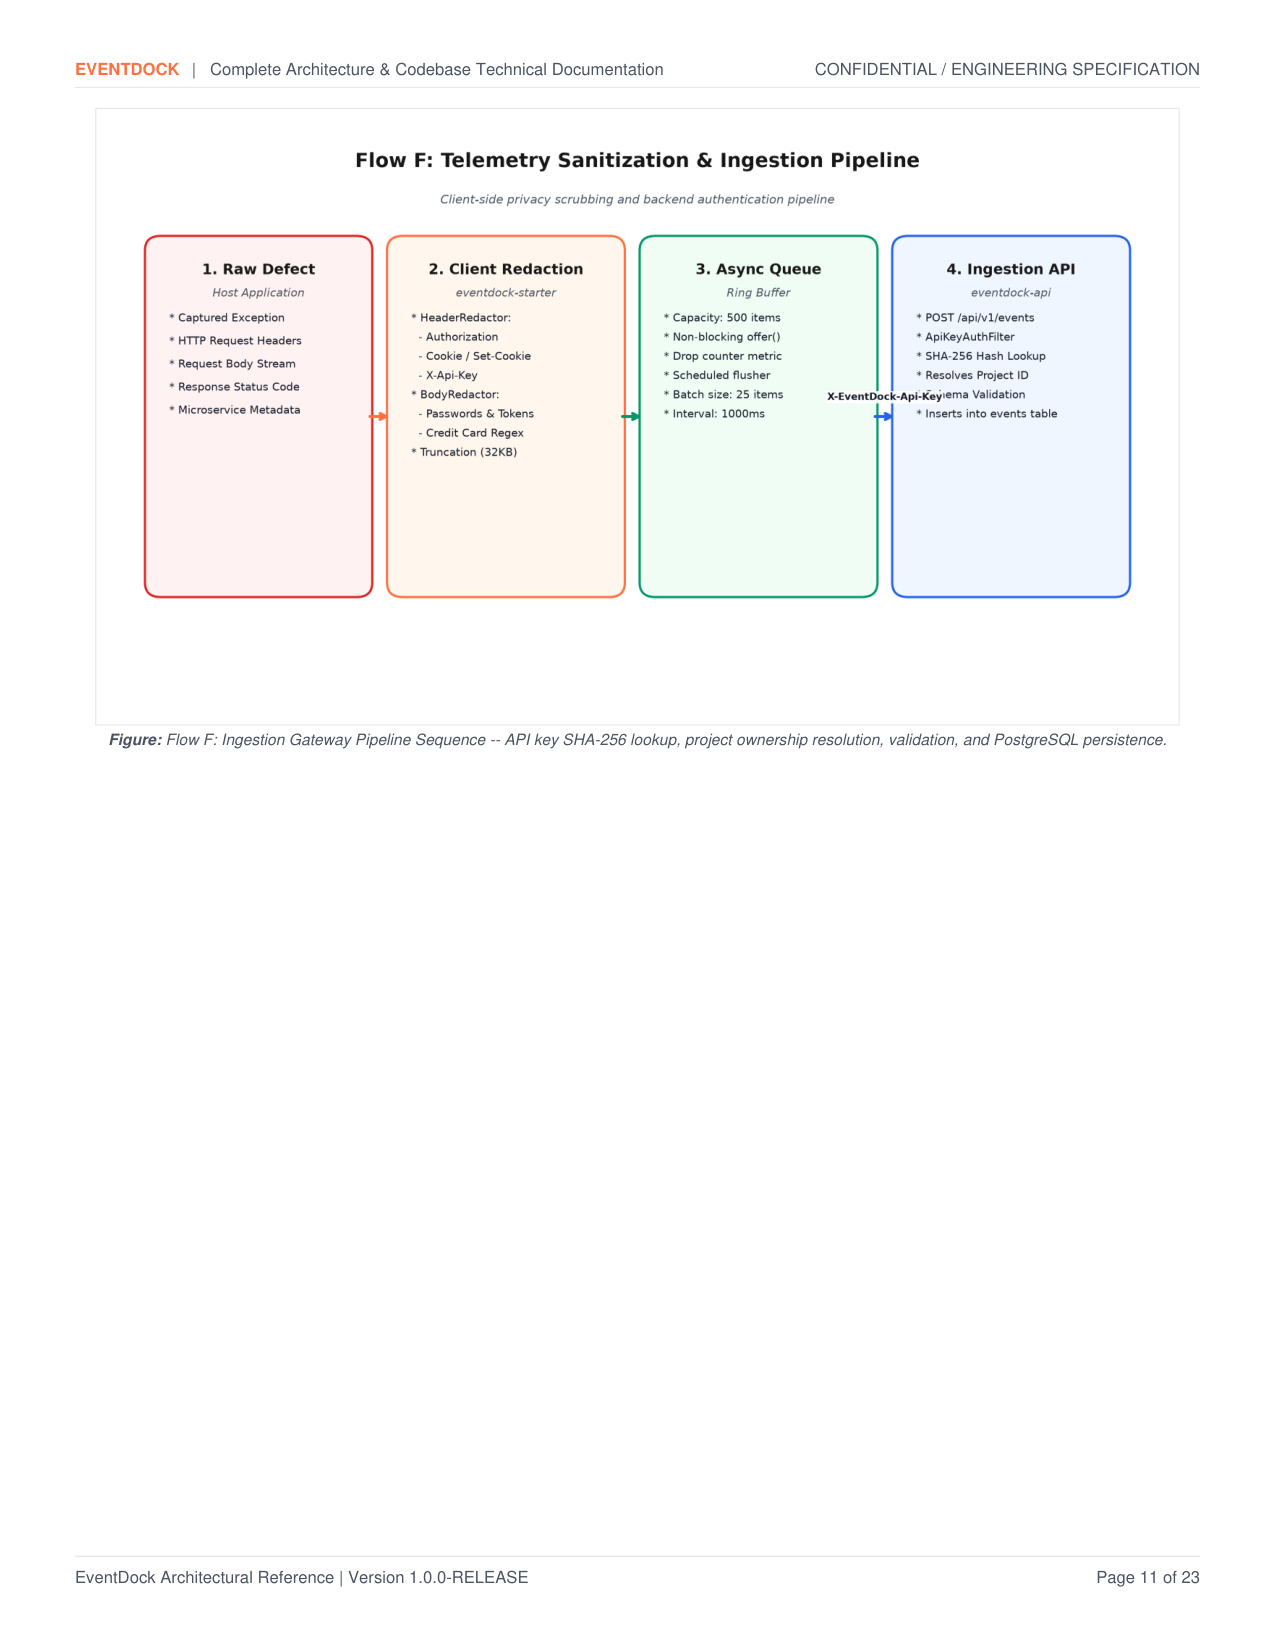 EVENTDOCK | Complete Architecture & Codebase Technical Documentation CONFIDENTIAL / ENGINEERING SPECIFICATION
Flow F: Telemetry Sanitization & Ingestion Pipeline
Client-side privacy scrubbing and backend authentication pipeline
1. Raw Defect
Host Application
* Captured Exception
* HTTP Request Headers
* Request Body Stream
* Response Status Code
* Microservice Metadata
2. Client Redaction
eventdock-starter
* HeaderRedactor:
- Authorization
- Cookie / Set-Cookie
- X-Api-Key
* BodyRedactor:
- Passwords & Tokens
- Credit Card Regex
* Truncation (32KB)
3. Async Queue
Ring Buffer
* Capacity: 500 items
* Non-blocking offer()
* Drop counter metric
* Scheduled flusher
* Batch size: 25 items
* Interval: 1000ms
X-EventDock-Api-Key
4. Ingestion API
eventdock-api
* POST /api/v1/events
* ApiKeyAuthFilter
* SHA-256 Hash Lookup
* Resolves Project ID
* Validation
* Inserts into events table
Figure: Flow F: Ingestion Gateway Pipeline Sequence -- API key SHA-256 lookup, project ownership resolution, validation, and PostgreSQL persistence.
EventDock Architectural Reference | Version 1.0.0-RELEASE Page 11 of 23